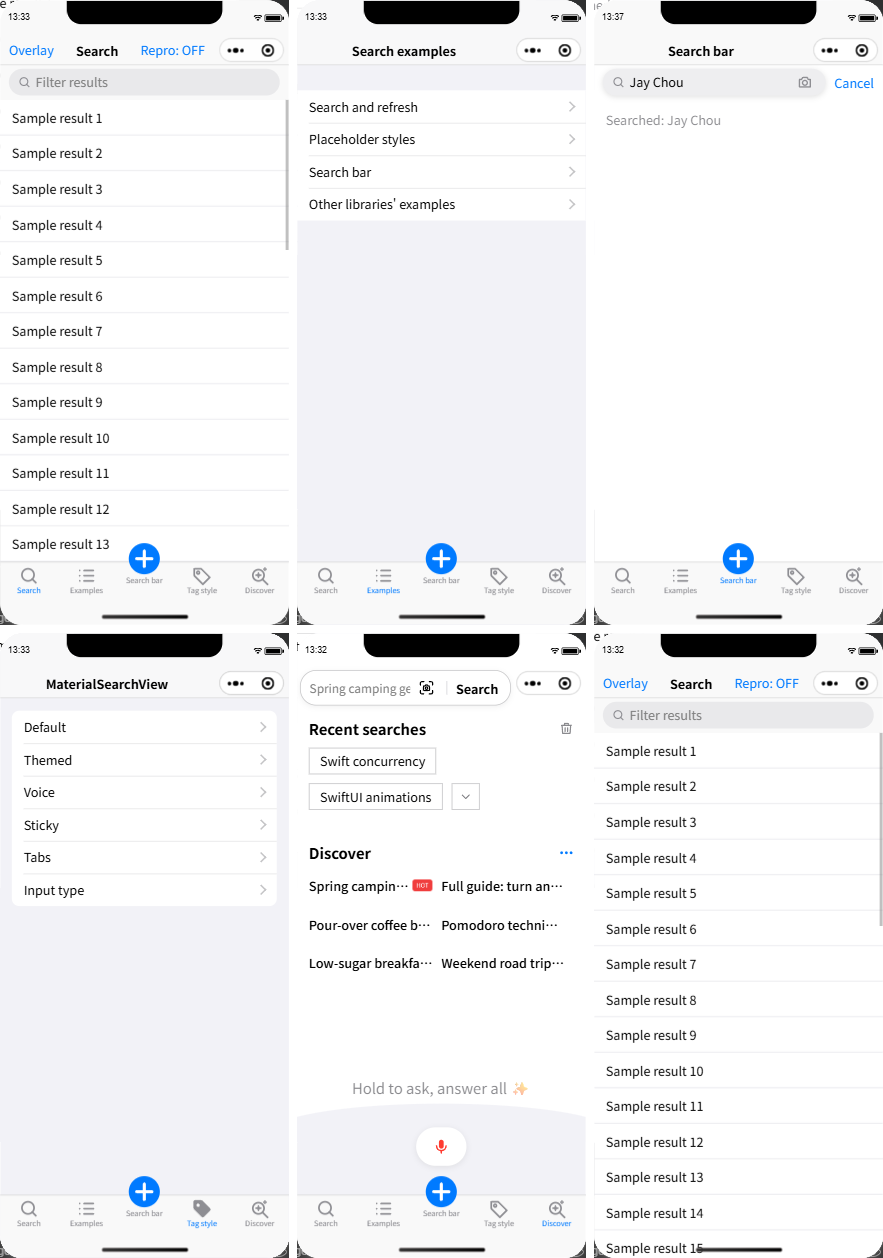 13:33
Overlay Search Repro: OFF
Filter results
Sample result 1
Sample result 2
Sample result 3
Sample result 4
Sample result 5
Sample result 6
Sample result 7
Sample result 8
Sample result 9
Sample result 10
Sample result 11
Sample result 12
Sample result 13
Search Examples Search bar Tag style Discover
13:33
Search examples
Search and refresh
Placeholder styles
Search bar
Other libraries' examples
Search Examples Search bar Tag style Discover
13:37
Search bar
Jay Chou Cancel
Searched: Jay Chou
Search Examples Search bar Tag style Discover
13:33
MaterialSearchView
Default
Themed
Voice
Sticky
Tabs
Input type
Search Examples Search bar Tag style Discover
13:32
Spring camping ge Search
Recent searches
Swift concurrency
SwiftUI animations
Discover
Spring campin··· HOT Full guide: turn an···
Pour-over coffee b··· Pomodoro techni···
Low-sugar breakfa··· Weekend road trip···
Hold to ask, answer all ✨
Search Examples Search bar Tag style Discover
13:32
Overlay Search Repro: OFF
Filter results
Sample result 1
Sample result 2
Sample result 3
Sample result 4
Sample result 5
Sample result 6
Sample result 7
Sample result 8
Sample result 9
Sample result 10
Sample result 11
Sample result 12
Sample result 13
Sample result 14
Sample result 15